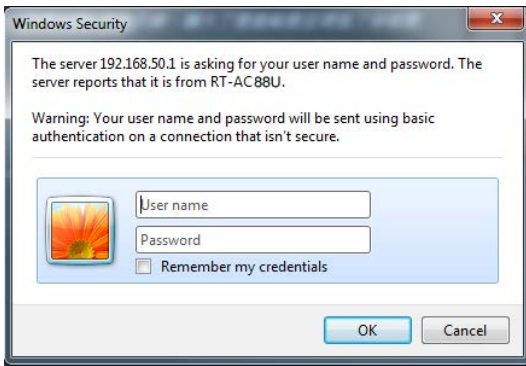 Windows Security
The server 192.168.50.1 is asking for your user name and password. The
server reports that it is from RT-AC88U.
Warning: Your user name and password will be sent using basic
authentication on a connection that isn't secure.
User name
Password
Remember my credentials
OK Cancel